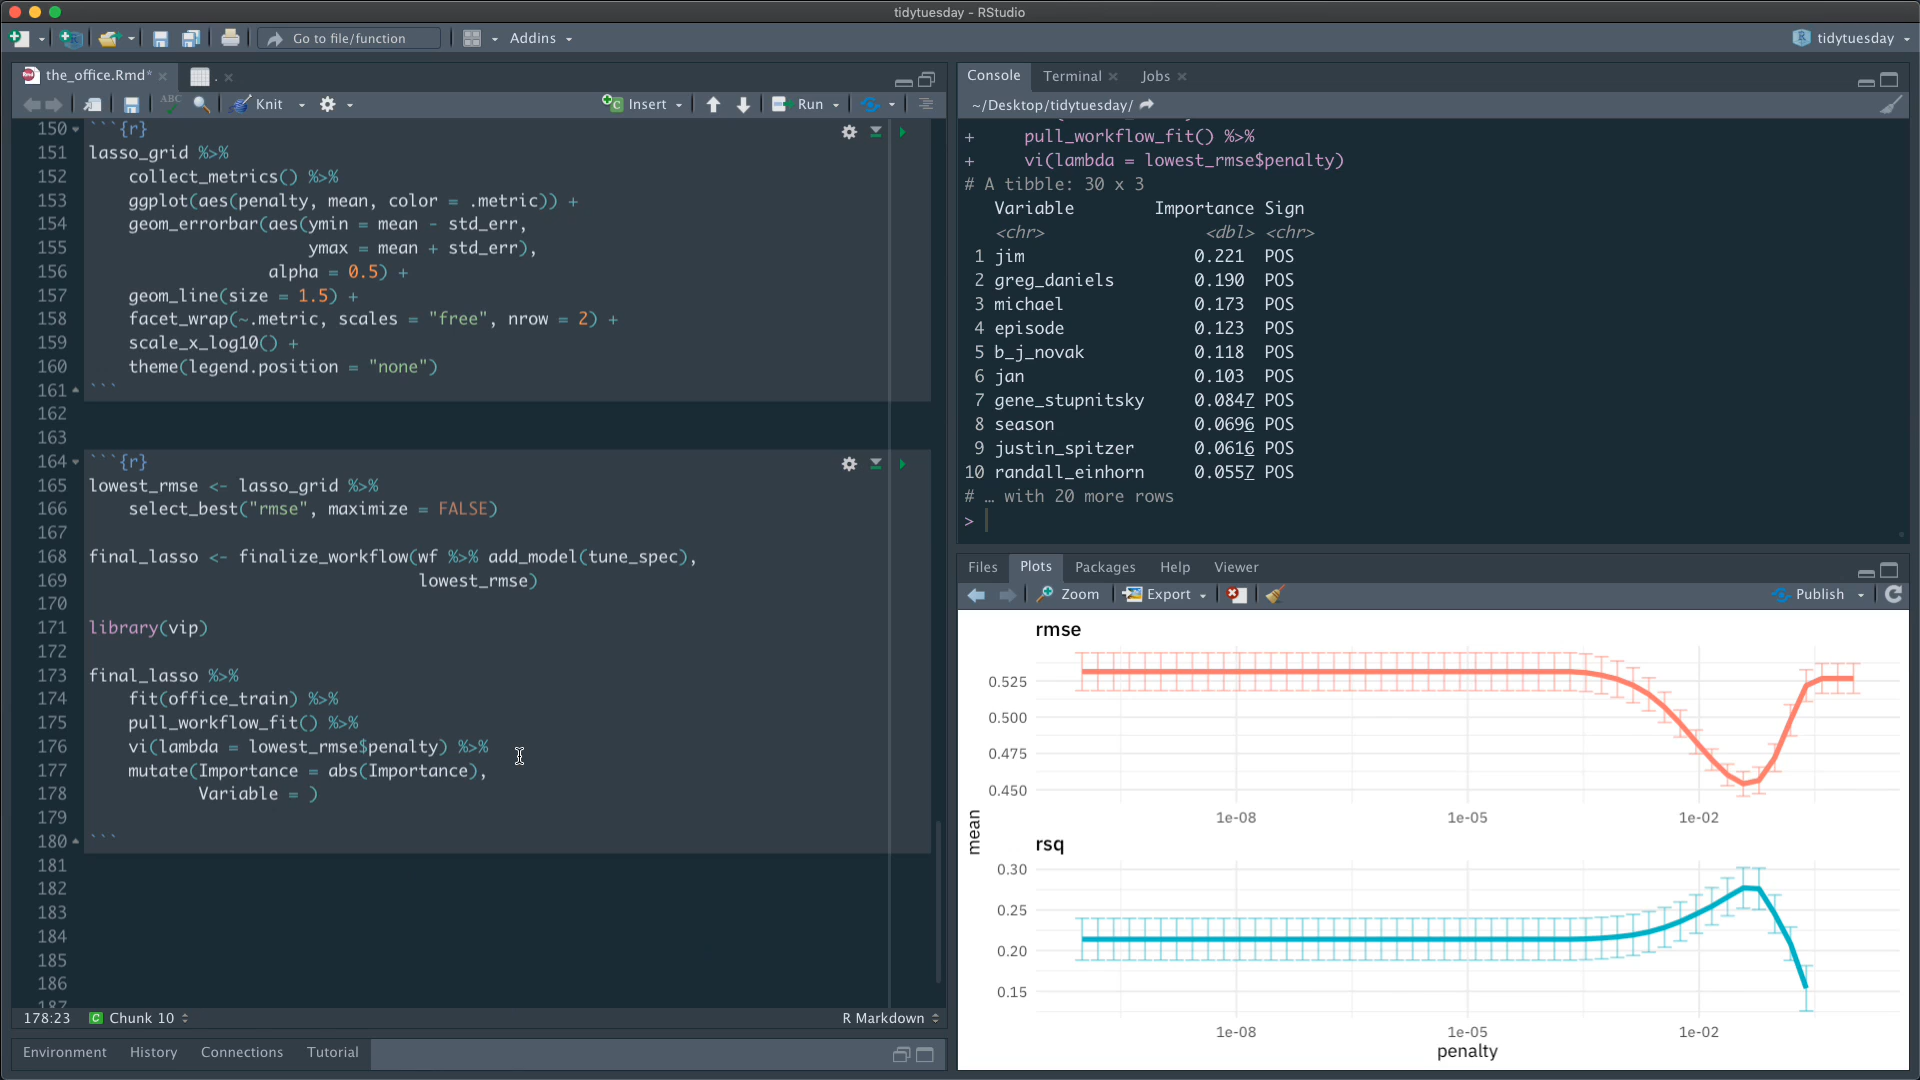 tidytuesday - RStudio
Go to file/function
Addins
tidytuesday
the_office.Rmd*
.
ABC
Knit
Insert
Run
150 ```{r}
151 lasso_grid %>%
152 collect_metrics() %>%
153 ggplot(aes(penalty, mean, color = .metric)) +
154 geom_errorbar(aes(ymin = mean - std_err,
155 ymax = mean + std_err),
156 alpha = 0.5) +
157 geom_line(size = 1.5) +
158 facet_wrap(~.metric, scales = "free", nrow = 2) +
159 scale_x_log10() +
160 theme(legend.position = "none")
161 ```
162
163
164 ```{r}
165 lowest_rmse <- lasso_grid %>%
166 select_best("rmse", maximize = FALSE)
167
168 final_lasso <- finalize_workflow(wf %>% add_model(tune_spec),
169 lowest_rmse)
170
171 library(vip)
172
173 final_lasso %>%
174 fit(office_train) %>%
175 pull_workflow_fit() %>%
176 vi(lambda = lowest_rmse$penalty) %>%
177 mutate(Importance = abs(Importance),
178 Variable = )
179
180 ```
181
182
183
184
185
186
187
178:23
Chunk 10
R Markdown
Environment
History
Connections
Tutorial
Console
Terminal
Jobs
~/Desktop/tidytuesday/
+ pull_workflow_fit() %>%
+ vi(lambda = lowest_rmse$penalty)
# A tibble: 30 x 3
Variable Importance Sign
<chr> <dbl> <chr>
1 jim 0.221 POS
2 greg_daniels 0.190 POS
3 michael 0.173 POS
4 episode 0.123 POS
5 b_j_novak 0.118 POS
6 jan 0.103 POS
7 gene_stupnitsky 0.0847 POS
8 season 0.0696 POS
9 justin_spitzer 0.0616 POS
10 randall_einhorn 0.0557 POS
# … with 20 more rows
>
Files
Plots
Packages
Help
Viewer
Zoom
Export
Publish
rmse
0.525
0.500
0.475
0.450
1e-08
1e-05
1e-02
mean
rsq
0.30
0.25
0.20
0.15
1e-08
1e-05
1e-02
penalty